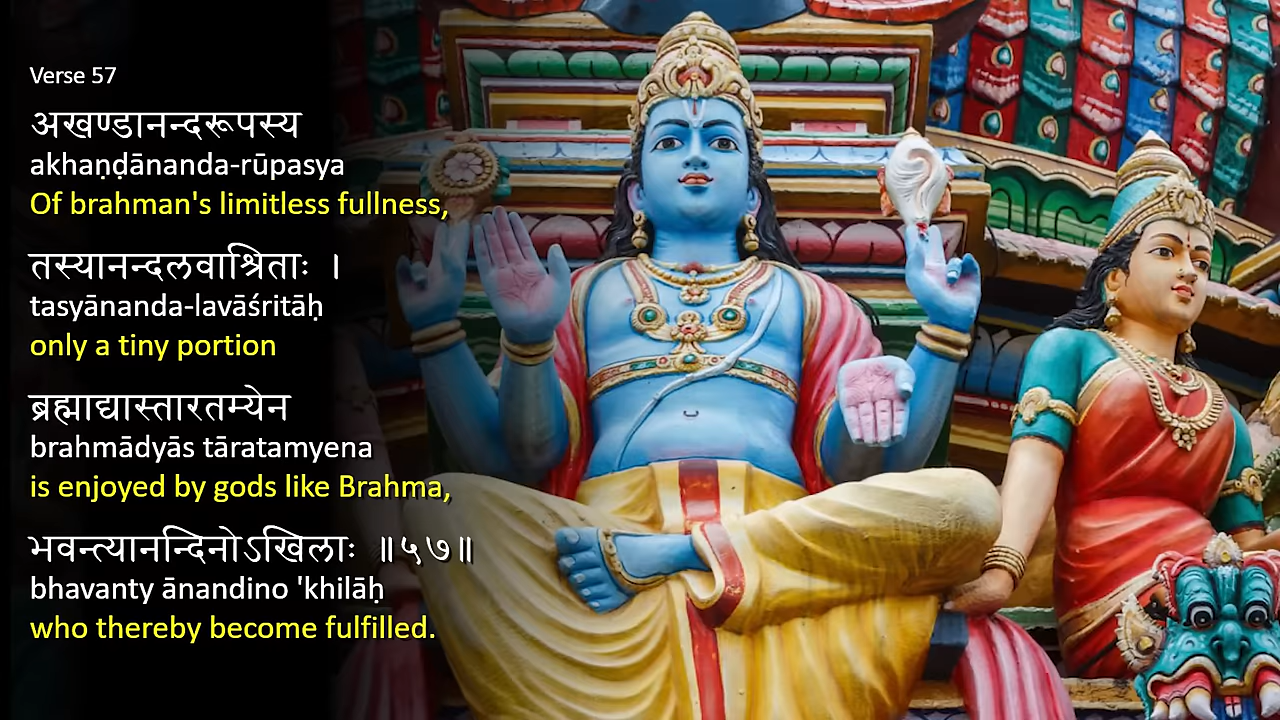 Verse 57
अखण्डानन्दरूपस्य
akhaṇḍānanda-rūpasya
Of brahman's limitless fullness,
तस्यानन्दलवाश्रिताः ।
tasyānanda-lavāśritāḥ
only a tiny portion
ब्रह्माद्यास्तारतम्येन
brahmādyās tāratamyena
is enjoyed by gods like Brahma,
भवन्त्यानन्दिनोऽखिलाः ॥५७॥
bhavanty ānandino 'khilāḥ
who thereby become fulfilled.